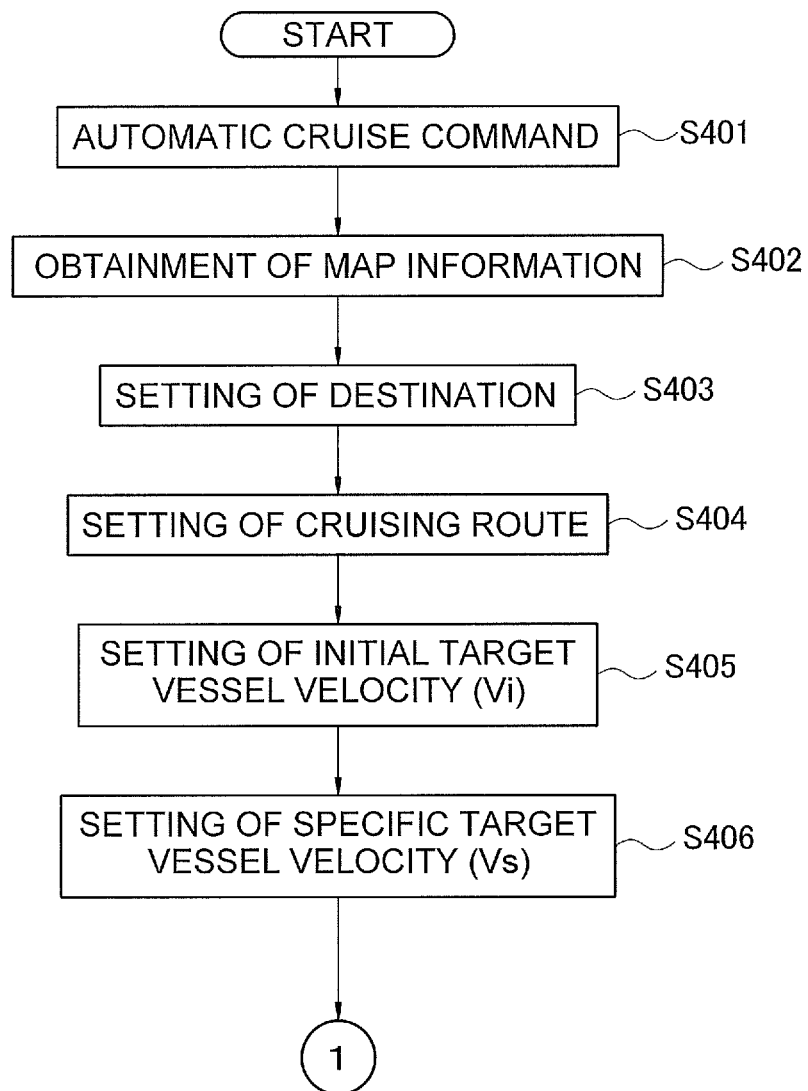 START
AUTOMATIC CRUISE COMMAND
S401
OBTAINMENT OF MAP INFORMATION
S402
SETTING OF DESTINATION
S403
SETTING OF CRUISING ROUTE
S404
SETTING OF INITIAL TARGET
VESSEL VELOCITY (Vi)
S405
SETTING OF SPECIFIC TARGET
VESSEL VELOCITY (Vs)
S406
1